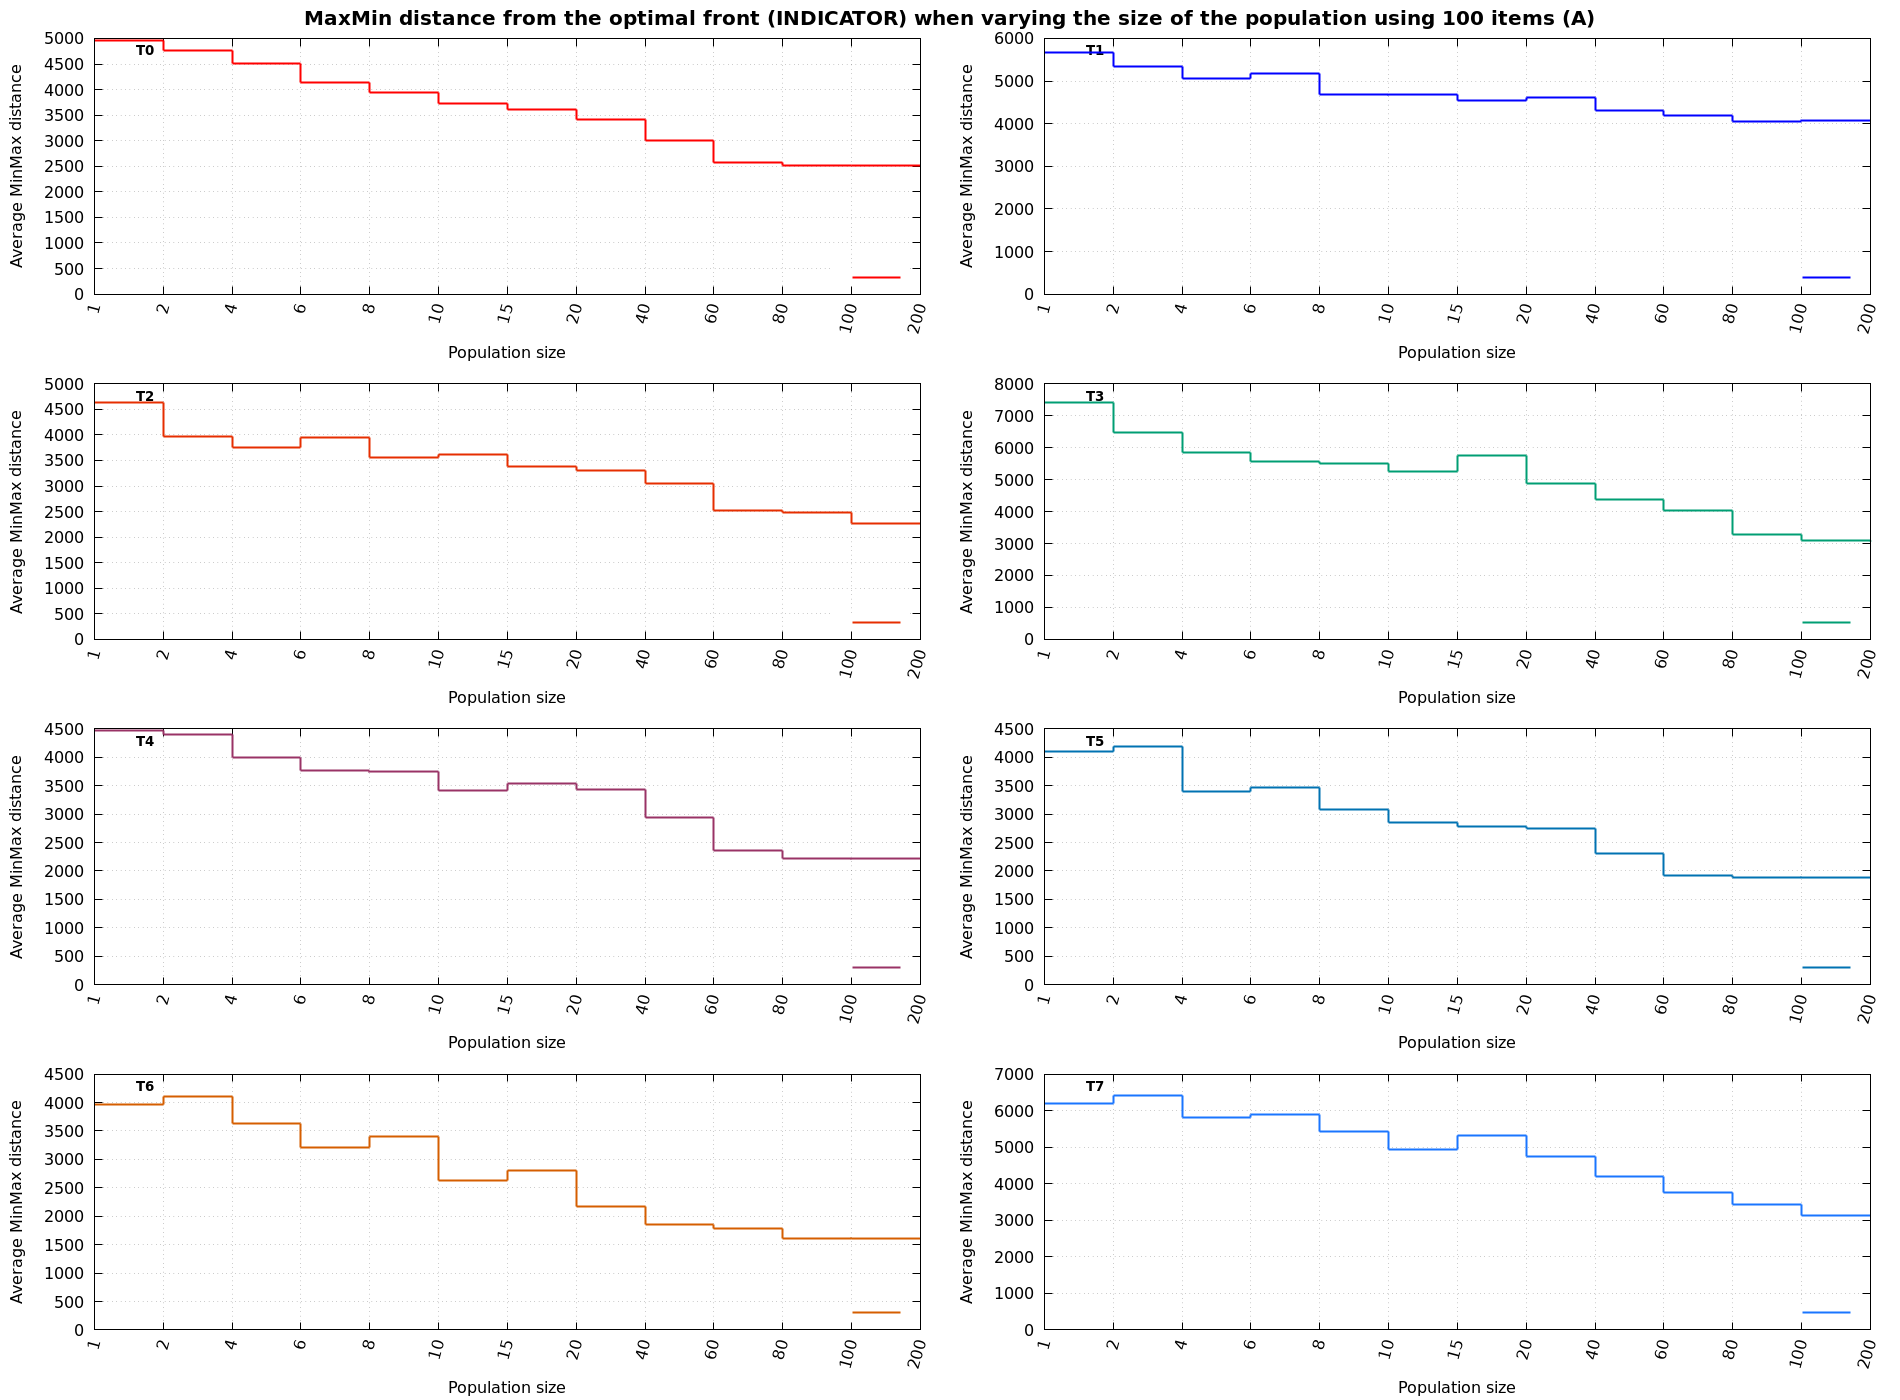 MaxMin distance from the optimal front (INDICATOR) when varying the size of the population using 100 items (A)
T0
Average MinMax distance
5000
4500
4000
3500
3000
2500
2000
1500
1000
500
0
1 2 4 6 8 10 15 20 40 60 80 100 200
Population size
T1
Average MinMax distance
6000
5000
4000
3000
2000
1000
0
1 2 4 6 8 10 15 20 40 60 80 100 200
Population size
T2
Average MinMax distance
5000
4500
4000
3500
3000
2500
2000
1500
1000
500
0
1 2 4 6 8 10 15 20 40 60 80 100 200
Population size
T3
Average MinMax distance
8000
7000
6000
5000
4000
3000
2000
1000
0
1 2 4 6 8 10 15 20 40 60 80 100 200
Population size
T4
Average MinMax distance
4500
4000
3500
3000
2500
2000
1500
1000
500
0
1 2 4 6 8 10 15 20 40 60 80 100 200
Population size
T5
Average MinMax distance
4500
4000
3500
3000
2500
2000
1500
1000
500
0
1 2 4 6 8 10 15 20 40 60 80 100 200
Population size
T6
Average MinMax distance
4500
4000
3500
3000
2500
2000
1500
1000
500
0
1 2 4 6 8 10 15 20 40 60 80 100 200
Population size
T7
Average MinMax distance
7000
6000
5000
4000
3000
2000
1000
0
1 2 4 6 8 10 15 20 40 60 80 100 200
Population size